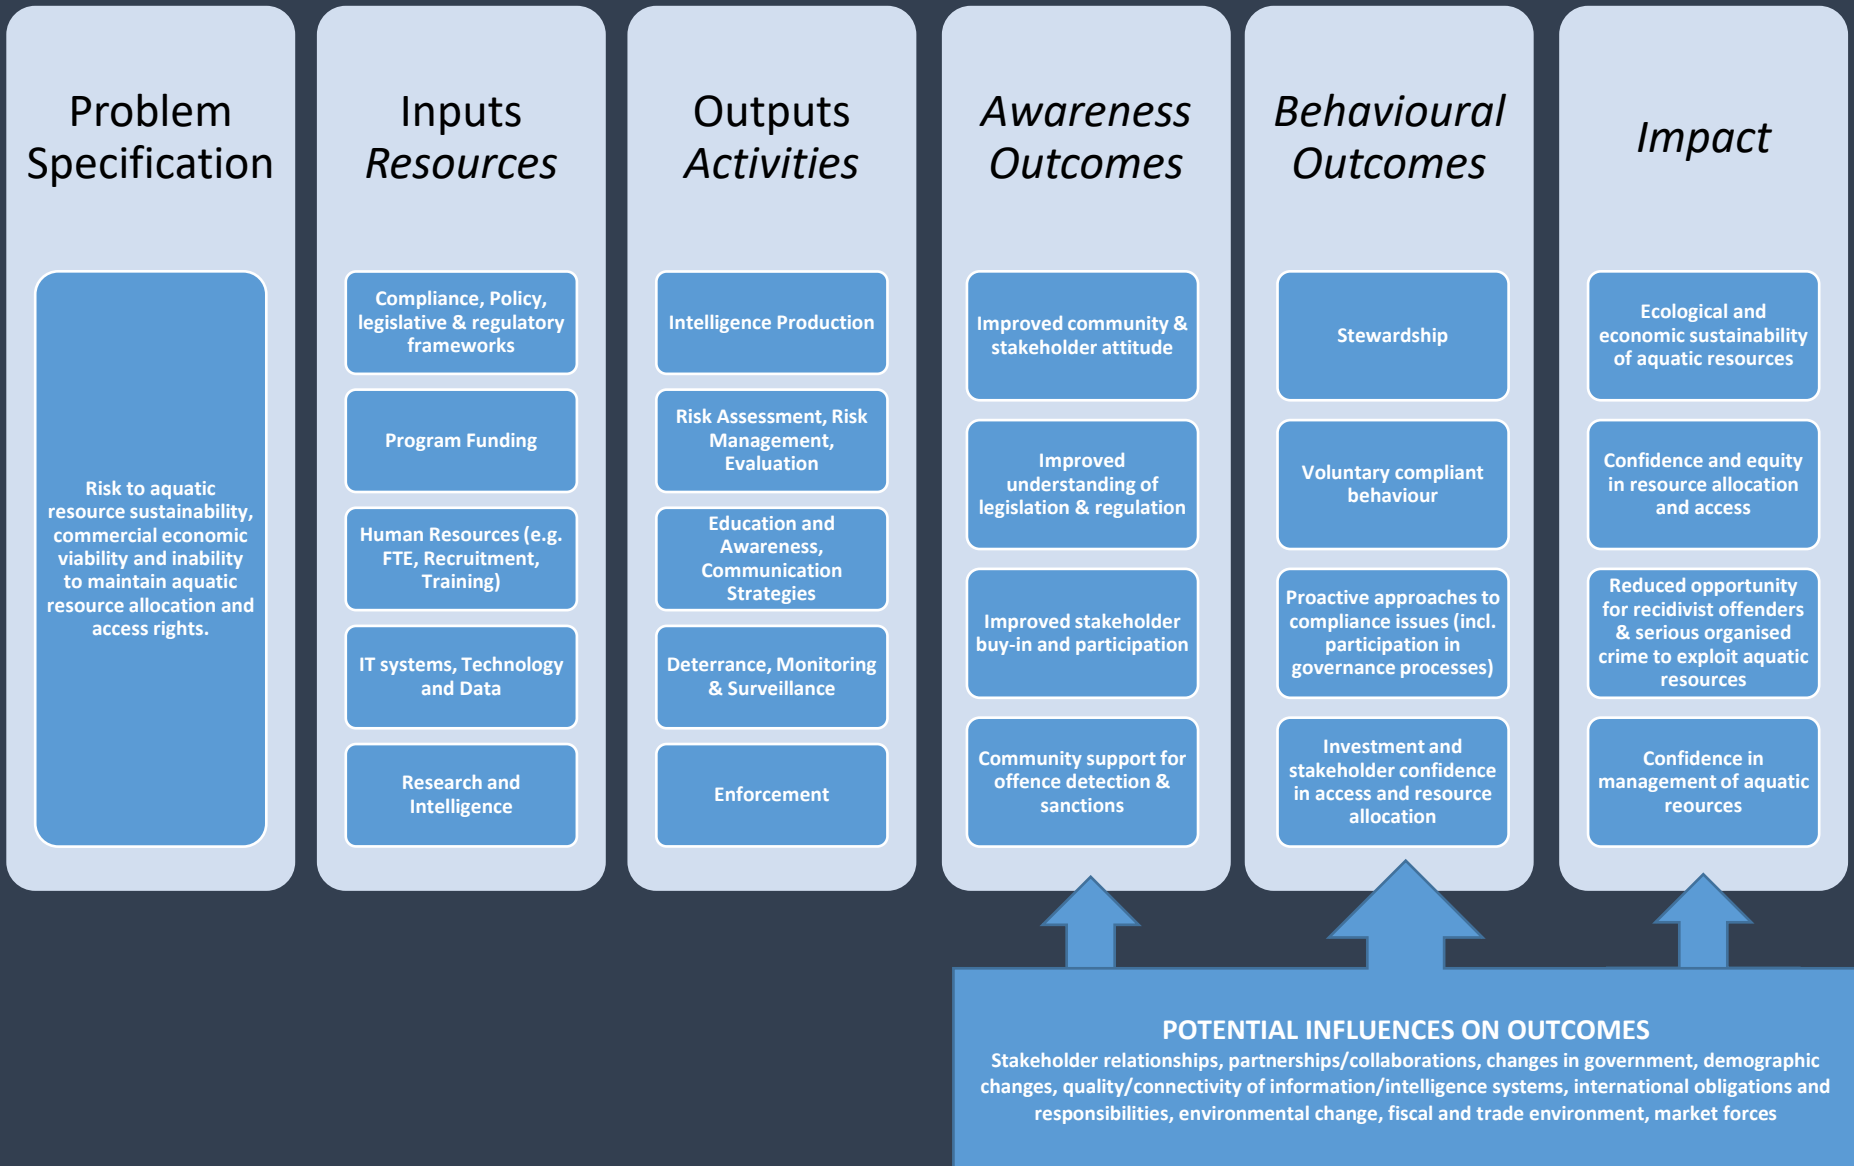 Problem
Specification
Risk to aquatic
resource sustainability,
commercial economic
viability and inability
to maintain aquatic
resource allocation and
access rights.
Inputs
Resources
Compliance, Policy,
legislative & regulatory
frameworks
Program Funding
Human Resources (e.g.
FTE, Recruitment,
Training)
IT systems, Technology
and Data
Research and
Intelligence
Outputs
Activities
Intelligence Production
Risk Assessment, Risk
Management,
Evaluation
Education and
Awareness,
Communication
Strategies
Deterrance, Monitoring
& Surveillance
Enforcement
Awareness
Outcomes
Improved community &
stakeholder attitude
Improved
understanding of
legislation & regulation
Improved stakeholder
buy-in and participation
Community support for
offence detection &
sanctions
Behavioural
Outcomes
Stewardship
Voluntary compliant
behaviour
Proactive approaches to
compliance issues (incl.
participation in
governance processes)
Investment and
stakeholder confidence
in access and resource
allocation
Impact
Ecological and
economic sustainability
of aquatic resources
Confidence and equity
in resource allocation
and access
Reduced opportunity
for recidivist offenders
& serious organised
crime to exploit aquatic
resources
Confidence in
management of aquatic
reources
POTENTIAL INFLUENCES ON OUTCOMES
Stakeholder relationships, partnerships/collaborations, changes in government, demographic
changes, quality/connectivity of information/intelligence systems, international obligations and
responsibilities, environmental change, fiscal and trade environment, market forces